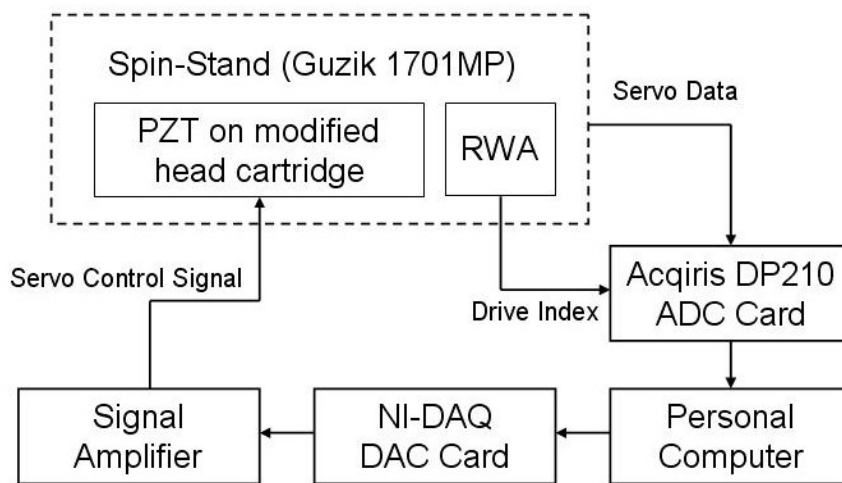 Spin-Stand (Guzik 1701MP)
Servo Data
PZT on modified
head cartridge
RWA
Servo Control Signal
Drive Index
Acqiris DP210
ADC Card
Signal
Amplifier
NI-DAQ
DAC Card
Personal
Computer